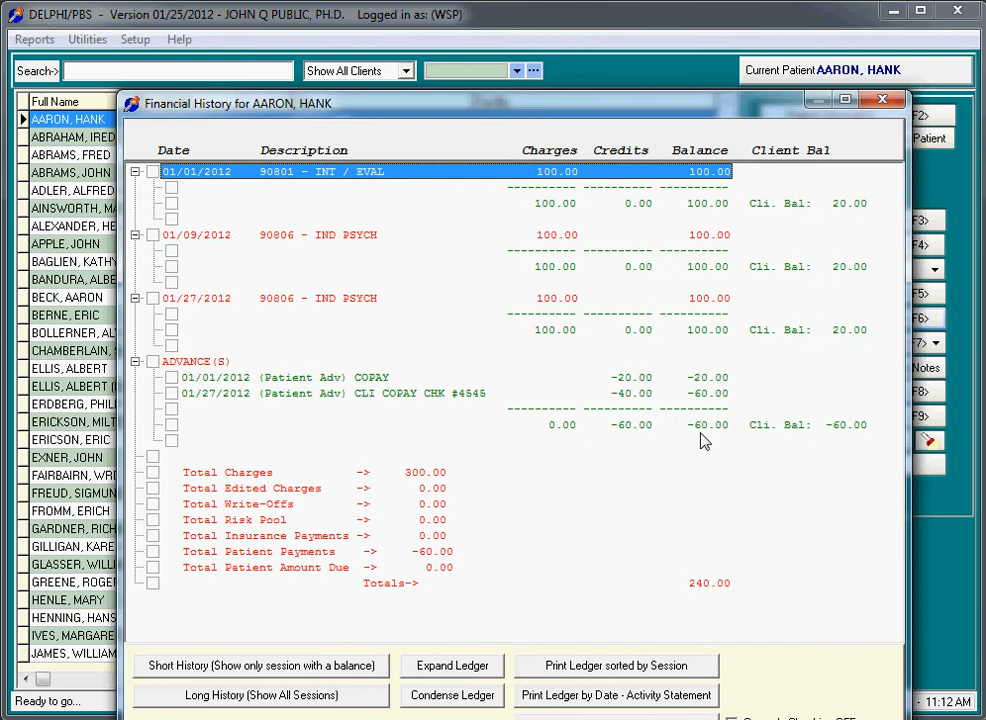 DELPHI/PBS - Version 01/25/2012 - JOHN Q PUBLIC, PH.D. Logged in as: (WSP)
Reports Utilities Setup Help
Search-> Show All Clients Current Patient AARON, HANK
Full Name
AARON, HANK
ABRAHAM, IRED
ABRAMS, FRED
ABRAMS, JOHN
ADLER, ALFRED
AINSWORTH, M
ALEXANDER, HE
APPLE, JOHN
BAGLIEN, KATHY
BANDURA, ALBE
BECK, AARON
BERNE, ERIC
BOLLERNER, AL
CHAMBERLAIN,
ELLIS, ALBERT
ELLIS, ALBERT (
ERDBERG, PHIL
ERICKSON, MILT
ERICSON, ERIC
EXNER, JOHN
FAIRBAIRN, WRD
FREUD, SIGMUN
FROMM, ERICH
GARDNER, RICH
GILLIGAN, KARE
GLASSER, WILLI
GREENE, ROGER
HENLE, MARY
HENNING, HANS
IVES, MARGARE
JAMES, WILLIAM
Financial History for AARON, HANK
Date Description Charges Credits Balance Client Bal
01/01/2012 90801 - INT / EVAL 100.00 100.00
---------- -------- ----------
100.00 0.00 100.00 Cli. Bal: 20.00
01/09/2012 90806 - IND PSYCH 100.00 100.00
---------- -------- ----------
100.00 0.00 100.00 Cli. Bal: 20.00
01/27/2012 90806 - IND PSYCH 100.00 100.00
---------- -------- ----------
100.00 0.00 100.00 Cli. Bal: 20.00
ADVANCE(S)
01/01/2012 (Patient Adv) COPAY -20.00 -20.00
01/27/2012 (Patient Adv) CLI COPAY CHK #4545 -40.00 -60.00
---------- -------- ----------
0.00 -60.00 -60.00 Cli. Bal: -60.00
Total Charges -> 300.00
Total Edited Charges -> 0.00
Total Write-Offs -> 0.00
Total Risk Pool -> 0.00
Total Insurance Payments -> 0.00
Total Patient Payments -> -60.00
Total Patient Amount Due -> 0.00
Totals-> 240.00
Short History (Show only session with a balance) Expand Ledger Print Ledger sorted by Session
Long History (Show All Sessions) Condense Ledger Print Ledger by Date - Activity Statement
F2>
Patient
F3>
F4>
F5>
F6>
F7>
Notes
F8>
F9>
Ready to go... 11:12 AM